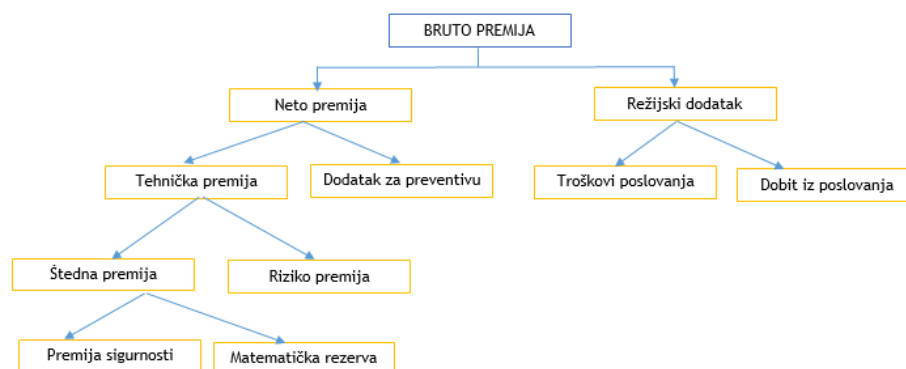 BRUTO PREMIJA
Neto premija
Režijski dodatak
Tehnička premija
Dodatak za preventivu
Troškovi poslovanja
Dobit iz poslovanja
Štedna premija
Riziko premija
Premija sigurnosti
Matematička rezerva